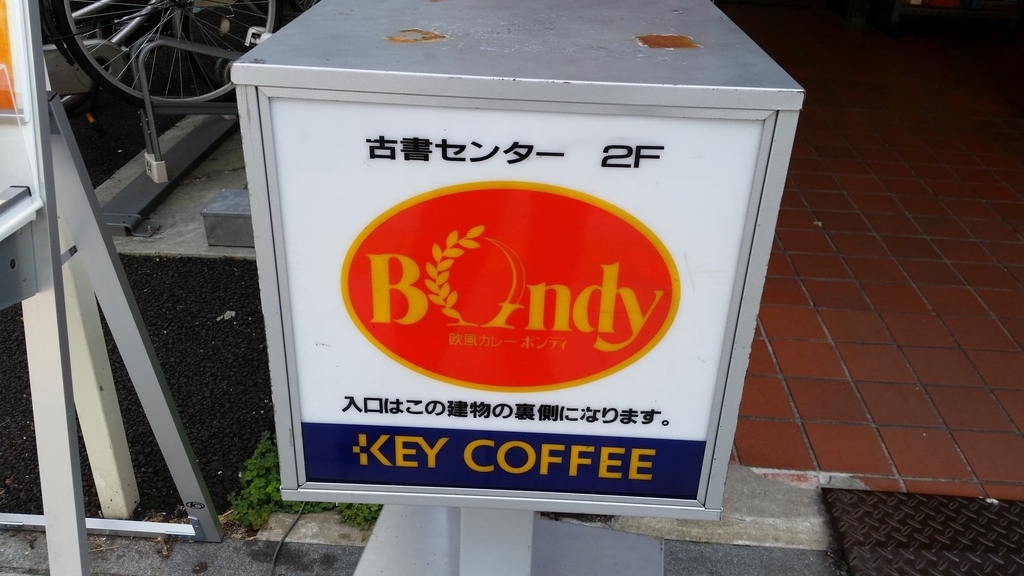 古書センター 2F
Bondy
欧風カレー ボンディ
入口はこの建物の裏側になります。
KEY COFFEE